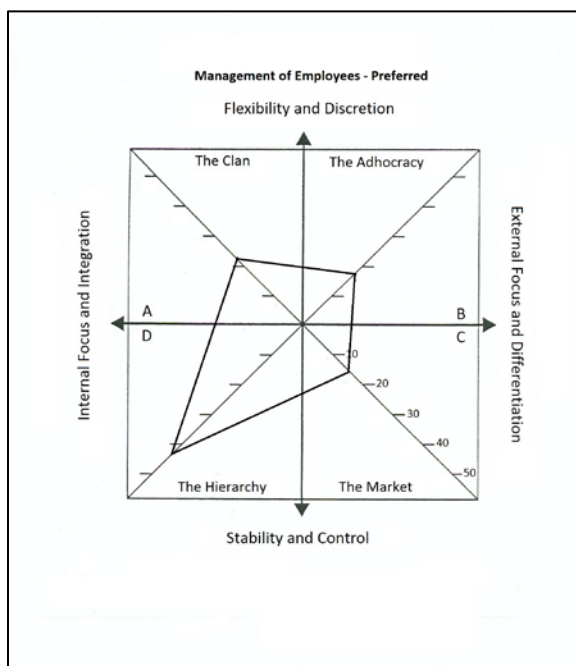 Management of Employees - Preferred
Flexibility and Discretion
The Clan
The Adhocracy
Internal Focus and Integration
External Focus and Differentiation
A
B
D
C
10
20
30
40
50
The Hierarchy
The Market
Stability and Control